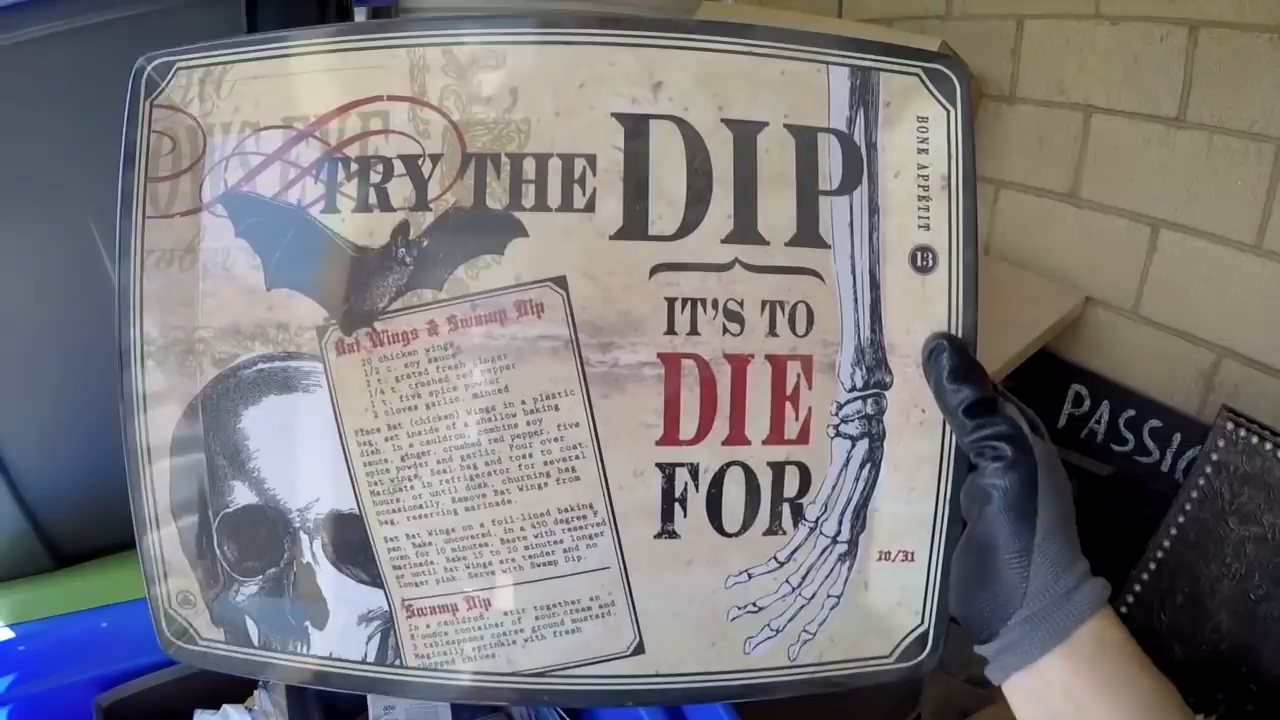 TRY THE DIP
IT'S TO
DIE
FOR
BONE APPÉTIT
13
10/31
Bat Wings & Swamp Dip
20 chicken wings
1/2 c. soy sauce
1 t. grated fresh ginger
1/4 t. crushed red pepper
1 t. five spice powder
2 cloves garlic, minced
Place Bat (chicken) Wings in a plastic
bag, set inside of a shallow baking
dish. In cauldron, combine soy
sauce, ginger, crushed red pepper, five
spice powder and garlic. Pour over
bat wings. Seal bag and toss to coat.
Marinate in refrigerator for several
hours, or until dusk, churning bag
occasionally. Remove Bat Wings from
bag, reserving marinade.
Set Bat Wings on a foil-lined baking
pan. Bake, uncovered, in a 450 degree F
oven for 10 minutes. Baste with reserved
marinade. Bake 15 to 20 minutes longer
or until Bat Wings are tender and no
longer pink. Serve with Swamp Dip.
Swamp Dip
In a cauldron, stir together an
8-ounce container of sour cream and
3 tablespoons coarse ground mustard.
Magically sprinkle with fresh
chopped chives.
PASSI